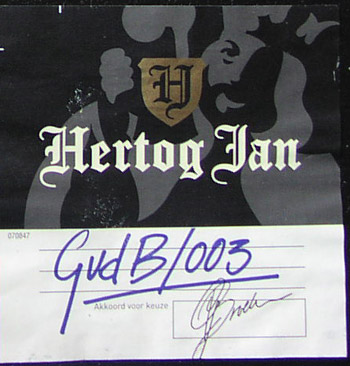 H
Hertog Jan
070847
GvdB/003
Akkoord voor keuze